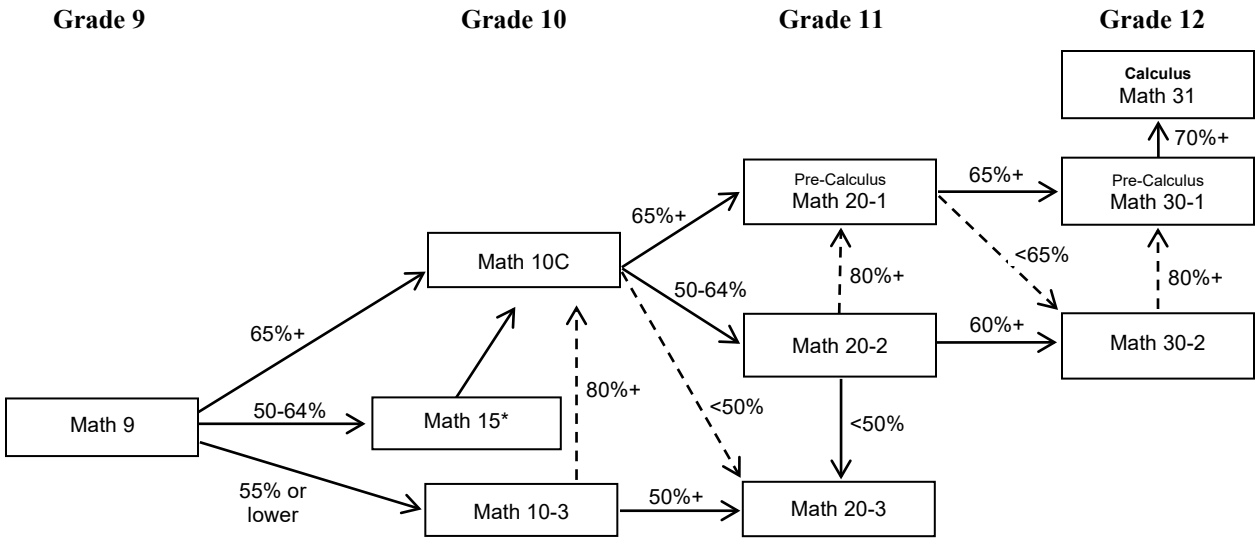 Grade 9
Grade 10
Grade 11
Grade 12
Calculus
Math 31
70%+
Pre-Calculus
Math 20-1
65%+
Pre-Calculus
Math 30-1
65%+
Math 10C
<65%
80%+
80%+
50-64%
65%+
Math 20-2
60%+
Math 30-2
80%+
<50%
Math 9
50-64%
Math 15*
<50%
55% or
lower
Math 10-3
50%+
Math 20-3